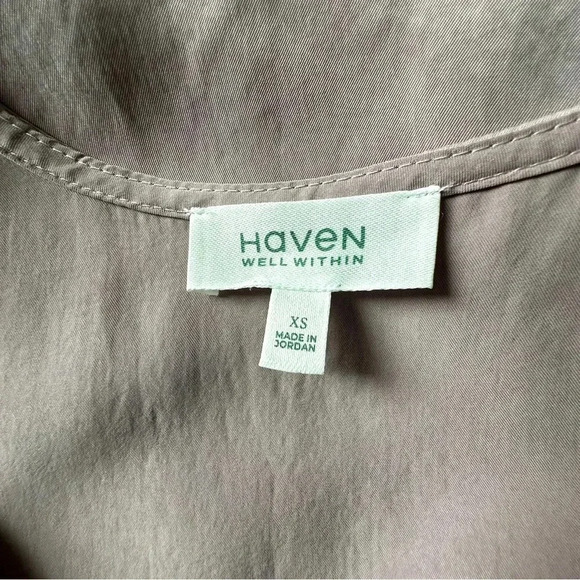 HaveN
WELL WITHIN
XS
MADE IN
JORDAN